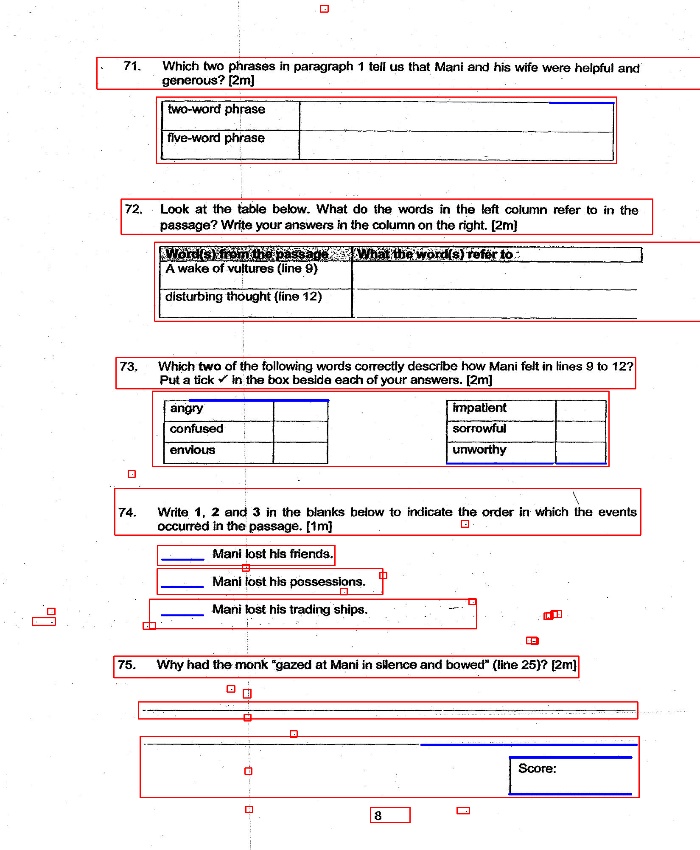 71. Which two phrases in paragraph 1 tell us that Mani and his wife were helpful and
generous? [2m]
two-word phrase
five-word phrase
72. Look at the table below. What do the words in the left column refer to in the
passage? Write your answers in the column on the right. [2m]
Word(s) from the passage What the word(s) refer to
A wake of vultures (line 9)
disturbing thought (line 12)
73. Which two of the following words correctly describe how Mani felt in lines 9 to 12?
Put a tick ✓ in the box beside each of your answers. [2m]
angry impatient
confused sorrowful
envious unworthy
74. Write 1, 2 and 3 in the blanks below to indicate the order in which the events
occurred in the passage. [1m]
Mani lost his friends.
Mani lost his possessions.
Mani lost his trading ships.
75. Why had the monk "gazed at Mani in silence and bowed" (line 25)? [2m]
Score:
8